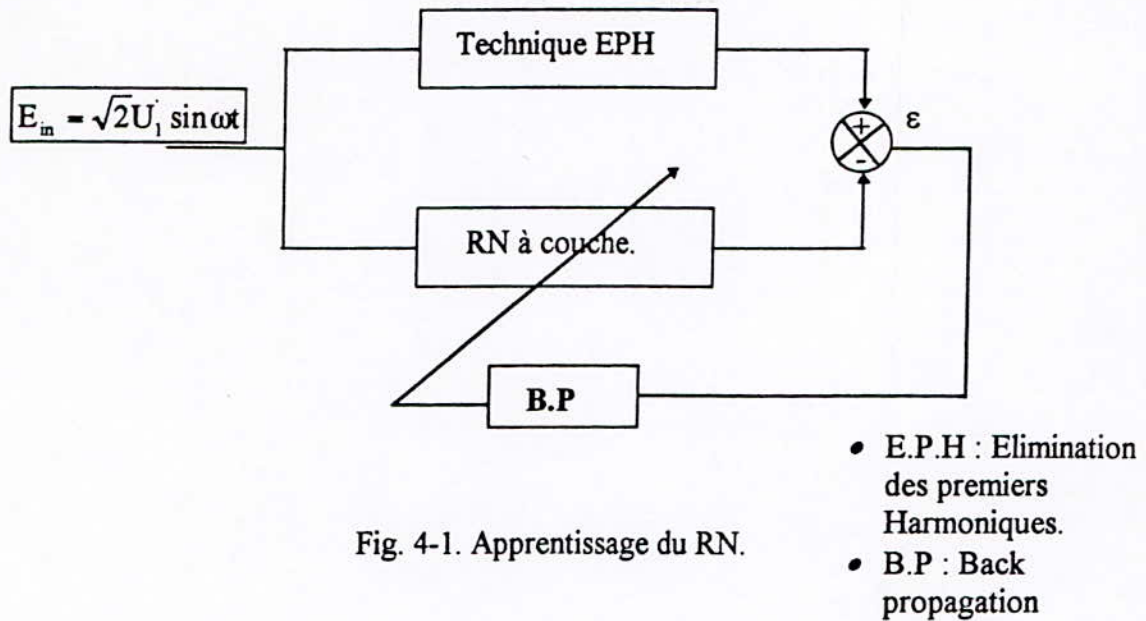 Technique EPH
E_in = √2U_1 sin ωt
+
ε
-
RN à couche.
B.P
• E.P.H : Elimination
des premiers
Harmoniques.
Fig. 4-1. Apprentissage du RN.
• B.P : Back
propagation